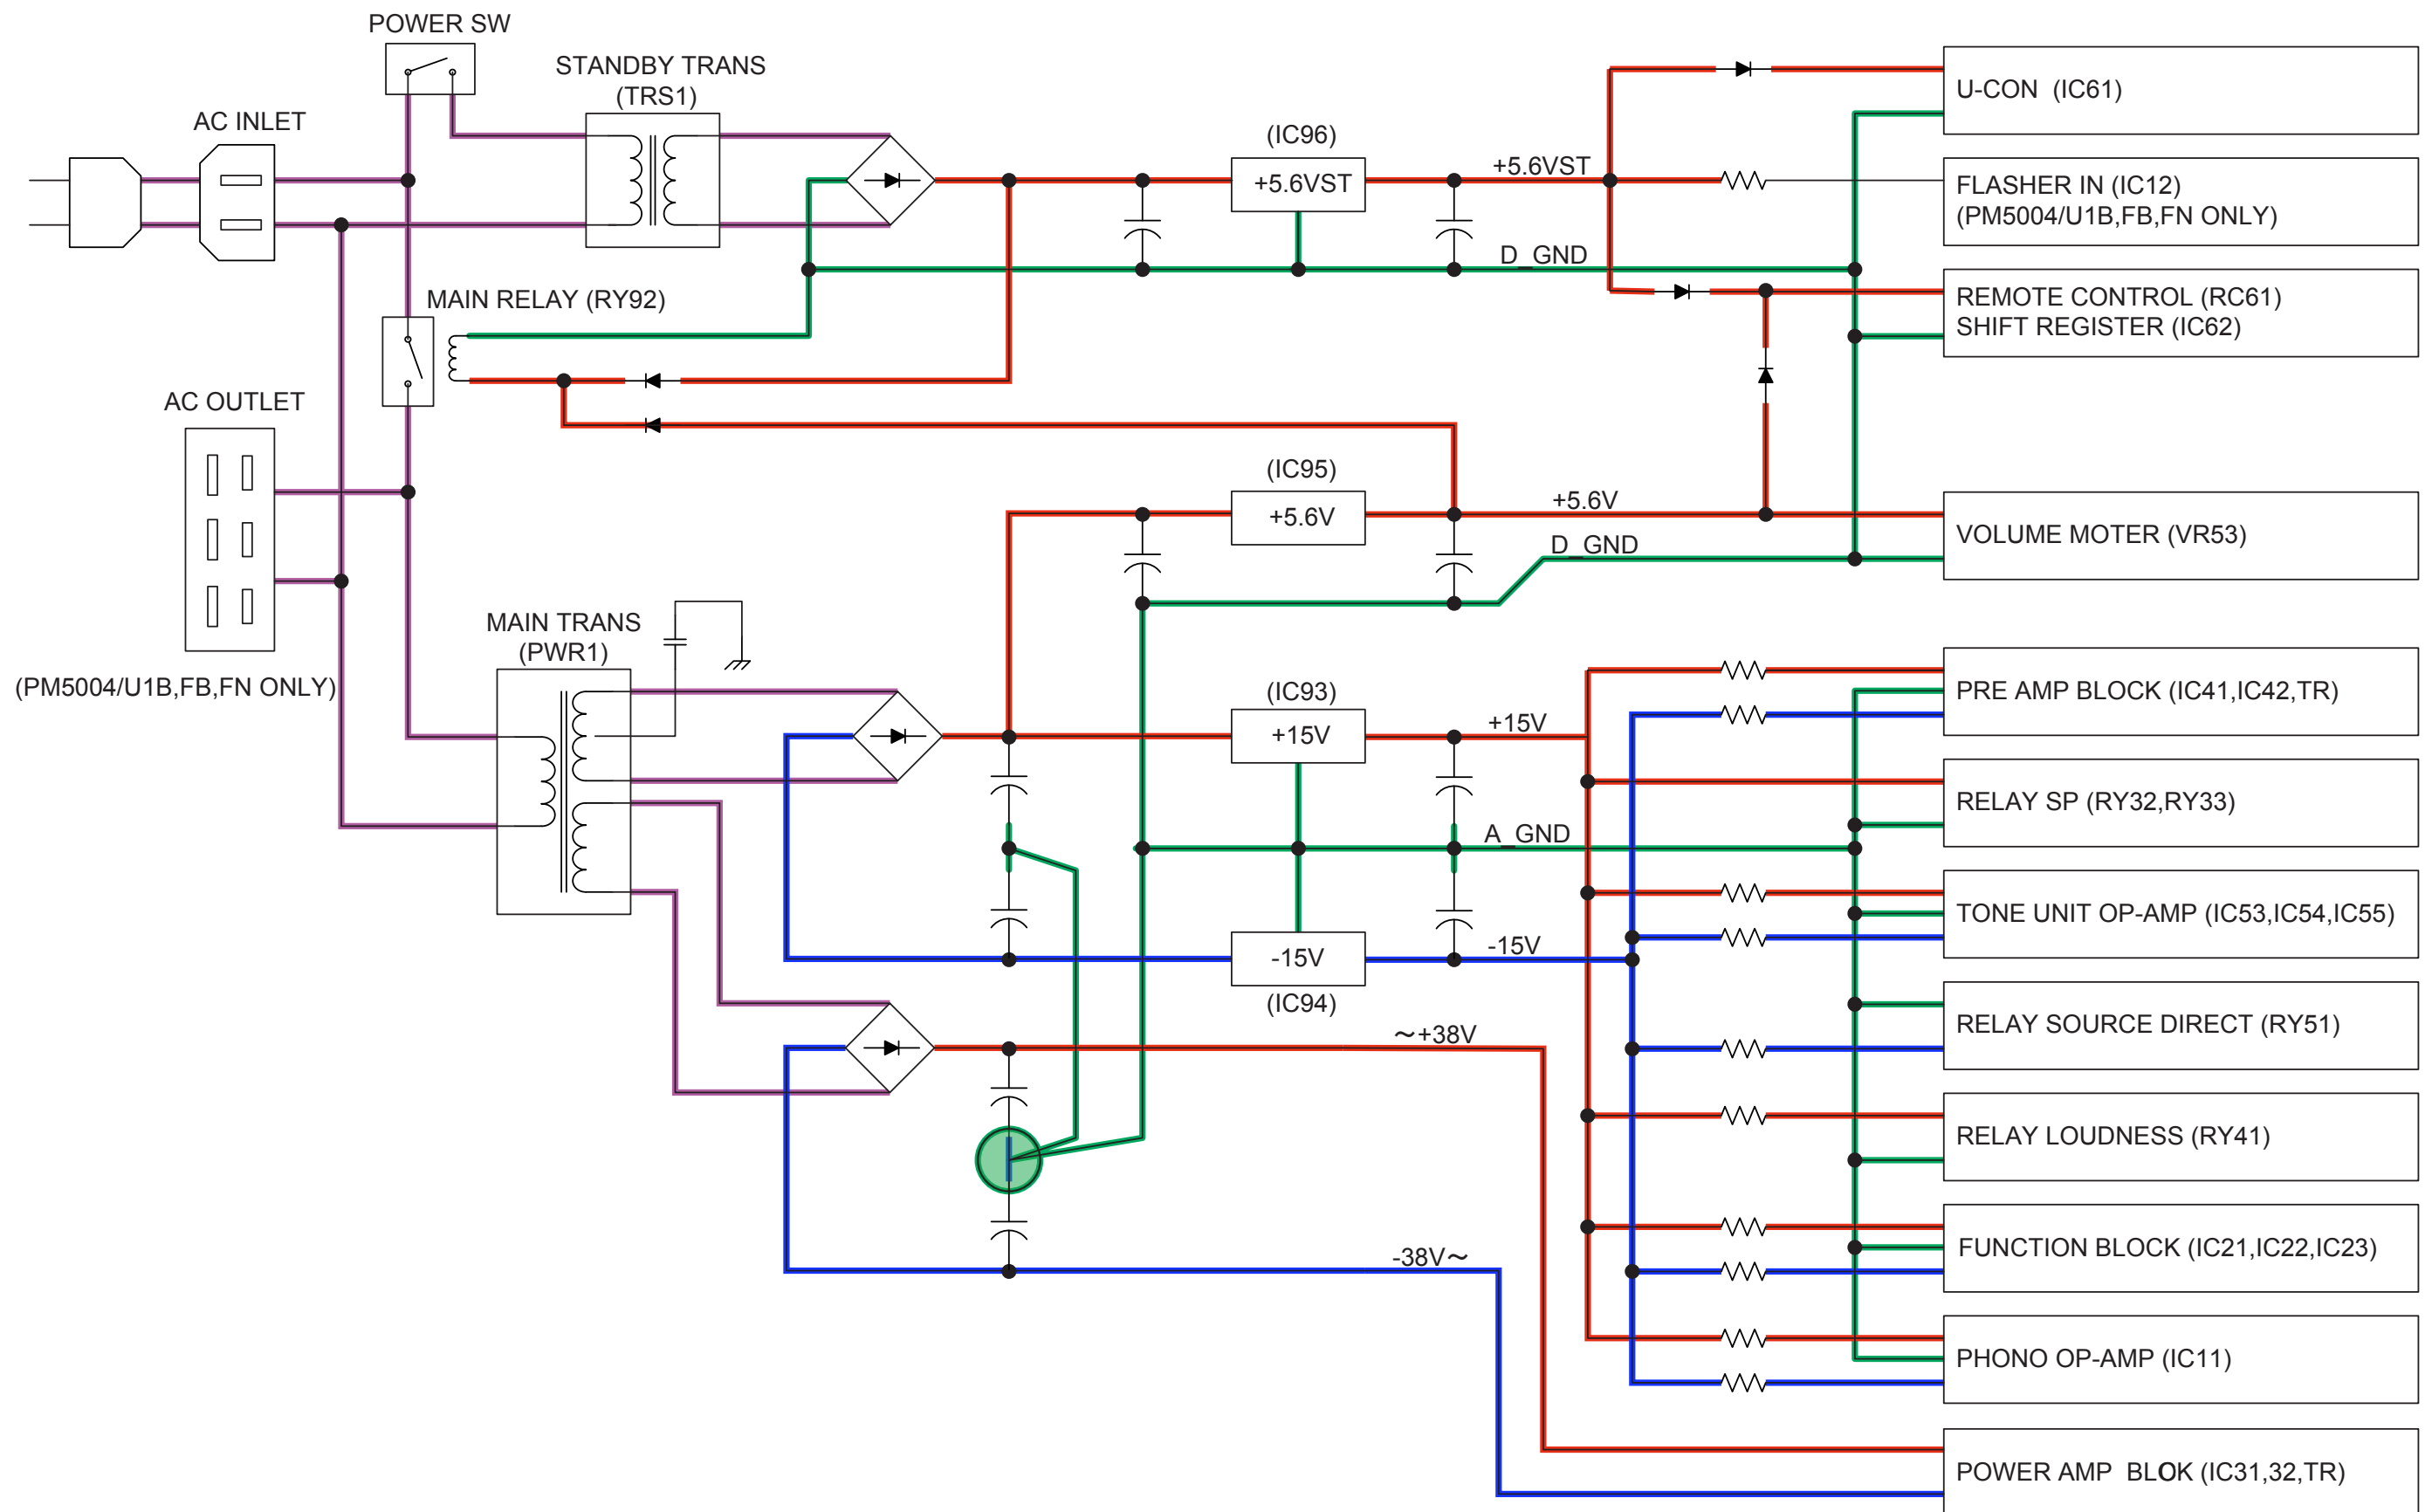 POWER SW
STANDBY TRANS
(TRS1)
AC INLET
(IC96)
+5.6VST
+5.6VST
D_GND
U-CON (IC61)
FLASHER IN (IC12)
(PM5004/U1B,FB,FN ONLY)
REMOTE CONTROL (RC61)
SHIFT REGISTER (IC62)
MAIN RELAY (RY92)
AC OUTLET
(PM5004/U1B,FB,FN ONLY)
(IC95)
+5.6V
+5.6V
D_GND
VOLUME MOTER (VR53)
MAIN TRANS
(PWR1)
(IC93)
+15V
+15V
A_GND
-15V
-15V
(IC94)
～+38V
-38V～
PRE AMP BLOCK (IC41,IC42,TR)
RELAY SP (RY32,RY33)
TONE UNIT OP-AMP (IC53,IC54,IC55)
RELAY SOURCE DIRECT (RY51)
RELAY LOUDNESS (RY41)
FUNCTION BLOCK (IC21,IC22,IC23)
PHONO OP-AMP (IC11)
POWER AMP BLOK (IC31,32,TR)